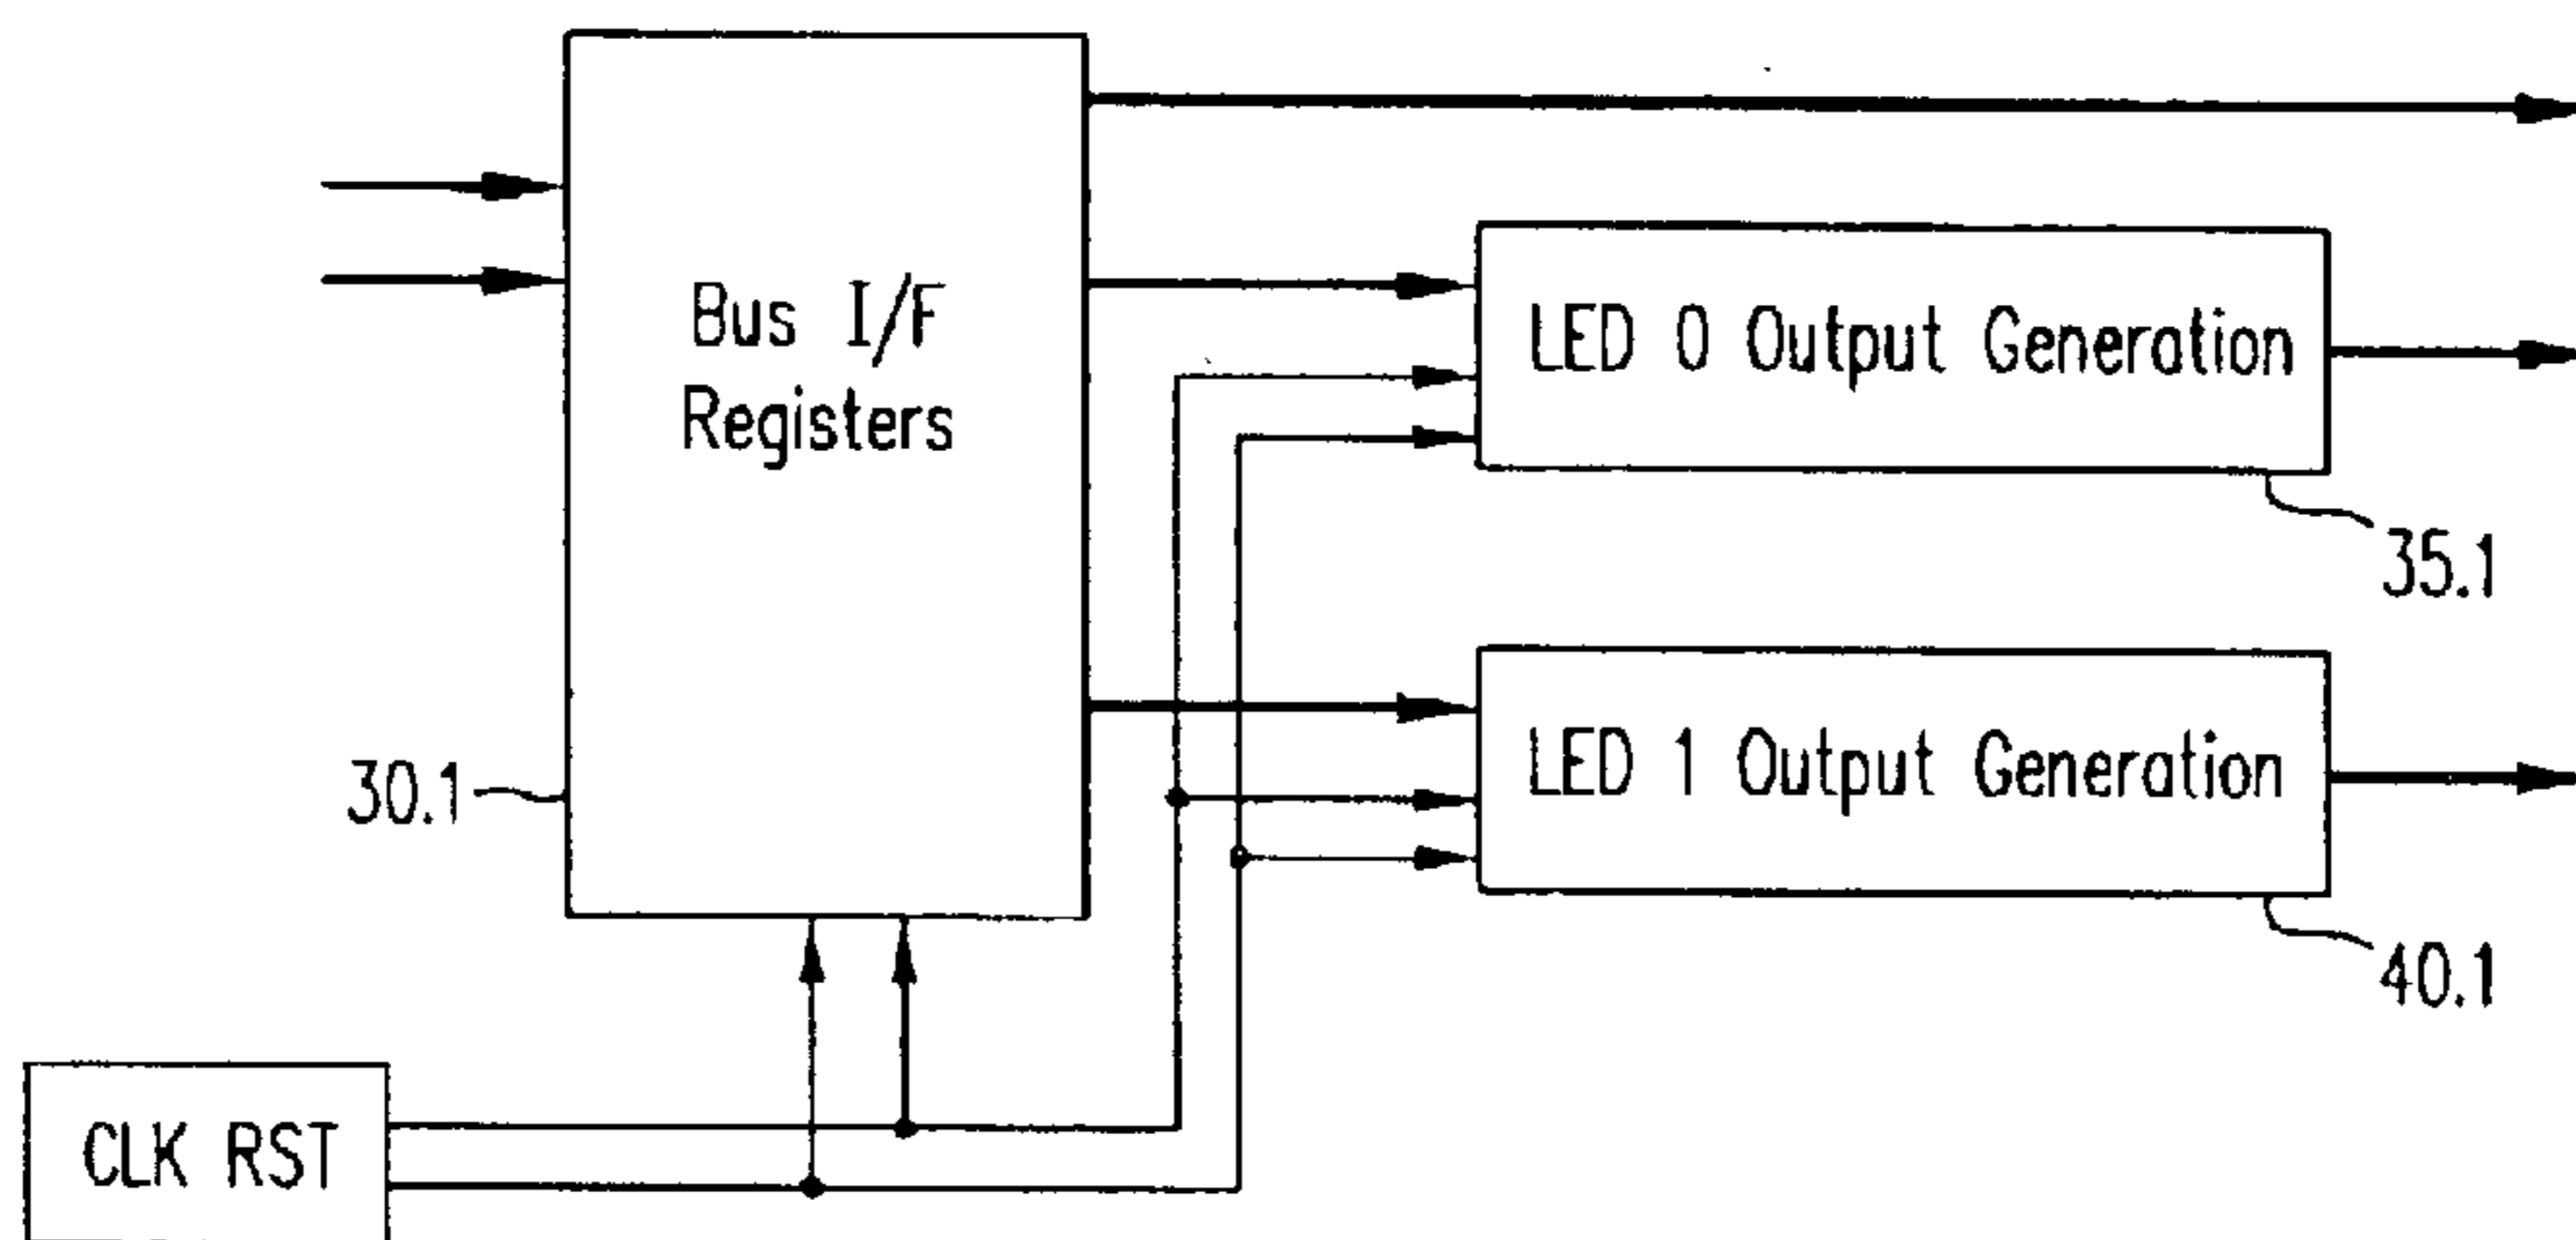 Bus I/F
Registers
LED 0 Output Generation
35.1
LED 1 Output Generation
30.1
40.1
CLK RST